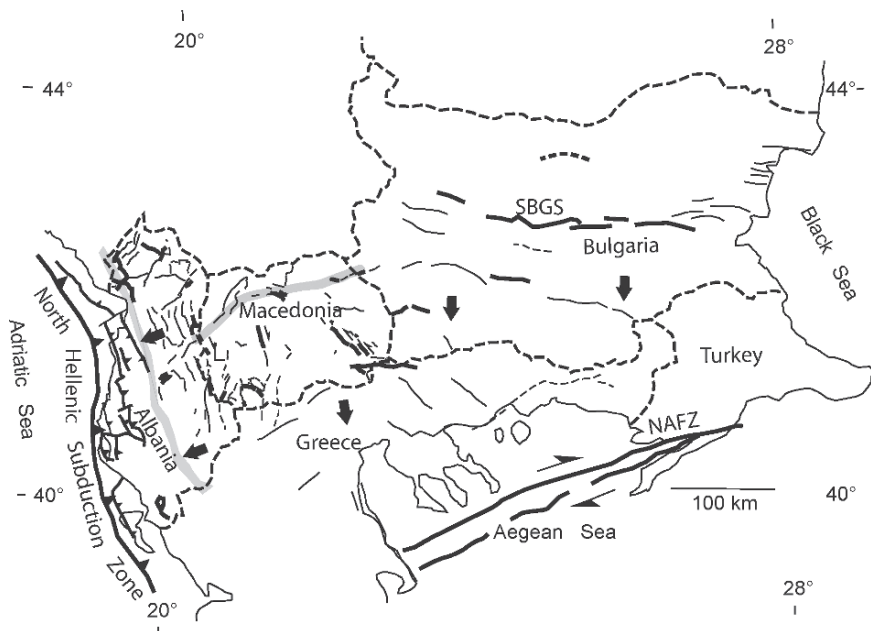 20°
28°
44°
44°
SBGS
Bulgaria
Black Sea
Macedonia
North Hellenic Subduction Zone
Adriatic Sea
Albania
Turkey
Greece
NAFZ
40°
40°
100 km
Aegean Sea
28°
20°